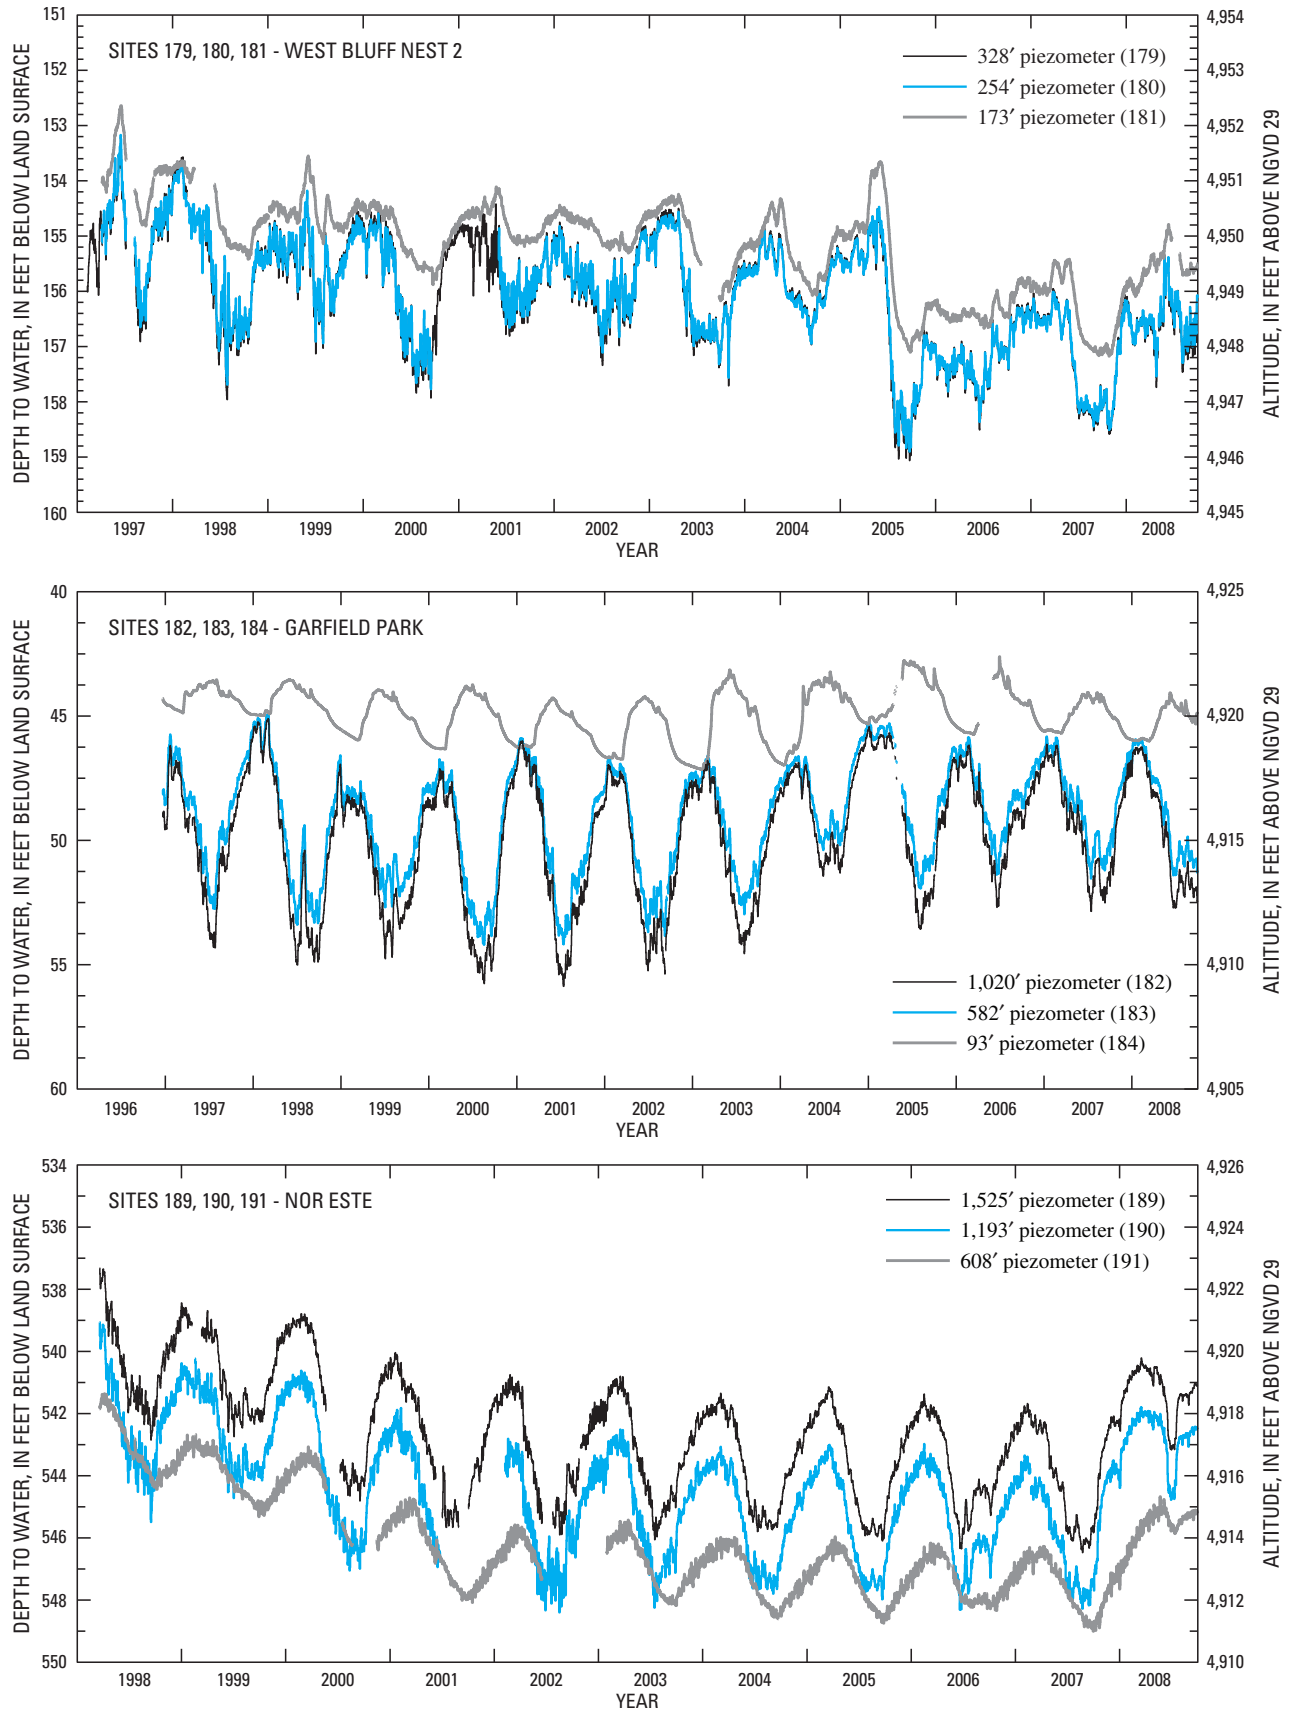 SITES 179, 180, 181 - WEST BLUFF NEST 2
328′ piezometer (179)
254′ piezometer (180)
173′ piezometer (181)
DEPTH TO WATER, IN FEET BELOW LAND SURFACE
151
152
153
154
155
156
157
158
159
160
ALTITUDE, IN FEET ABOVE NGVD 29
4,954
4,953
4,952
4,951
4,950
4,949
4,948
4,947
4,946
4,945
1997 1998 1999 2000 2001 2002 2003 2004 2005 2006 2007 2008
YEAR
SITES 182, 183, 184 - GARFIELD PARK
DEPTH TO WATER, IN FEET BELOW LAND SURFACE
40
45
50
55
60
ALTITUDE, IN FEET ABOVE NGVD 29
4,925
4,920
4,915
4,910
4,905
1,020′ piezometer (182)
582′ piezometer (183)
93′ piezometer (184)
1996 1997 1998 1999 2000 2001 2002 2003 2004 2005 2006 2007 2008
YEAR
SITES 189, 190, 191 - NOR ESTE
1,525′ piezometer (189)
1,193′ piezometer (190)
608′ piezometer (191)
DEPTH TO WATER, IN FEET BELOW LAND SURFACE
534
536
538
540
542
544
546
548
550
ALTITUDE, IN FEET ABOVE NGVD 29
4,926
4,924
4,922
4,920
4,918
4,916
4,914
4,912
4,910
1998 1999 2000 2001 2002 2003 2004 2005 2006 2007 2008
YEAR